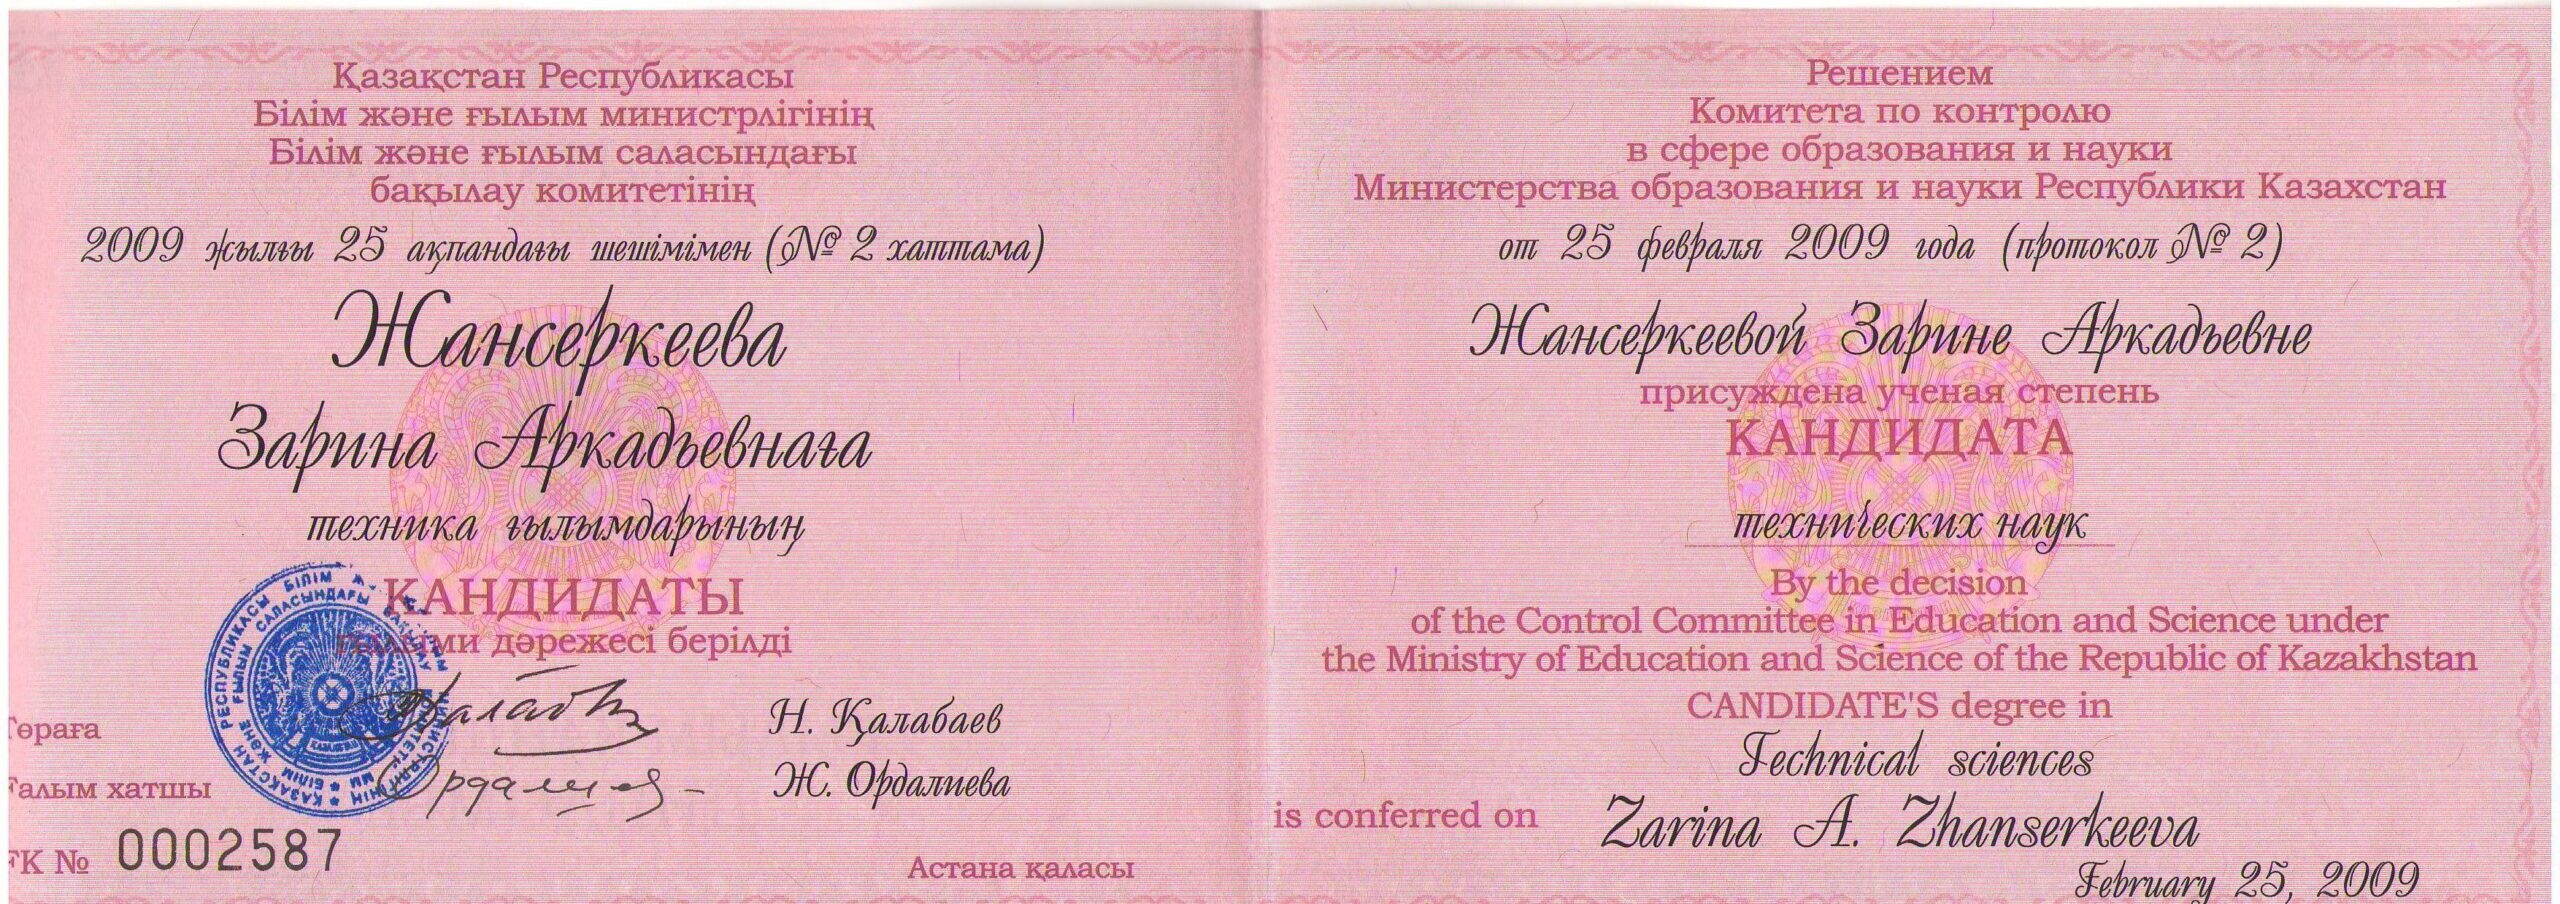 Қазақстан Республикасы
Білім және ғылым министрлігінің
Білім және ғылым саласындағы
бақылау комитетінің
2009 жылғы 25 ақпандағы шешімімен (№ 2 хаттама)
Жансеркеева
Зарина Аркадьевнаға
техника ғылымдарының
КАНДИДАТЫ
ғылыми дәрежесі берілді
Төраға
Н. Қалабаев
Ғалым хатшы
Ж. Ордалиева
ҒК № 0002587
Астана қаласы
Решением
Комитета по контролю
в сфере образования и науки
Министерства образования и науки Республики Казахстан
от 25 февраля 2009 года (протокол № 2)
Жансеркеевой Зарине Аркадьевне
присуждена ученая степень
КАНДИДАТА
технических наук
By the decision
of the Control Committee in Education and Science under
the Ministry of Education and Science of the Republic of Kazakhstan
CANDIDATE'S degree in
Technical sciences
is conferred on Zarina A. Zhanserkeeva
February 25, 2009